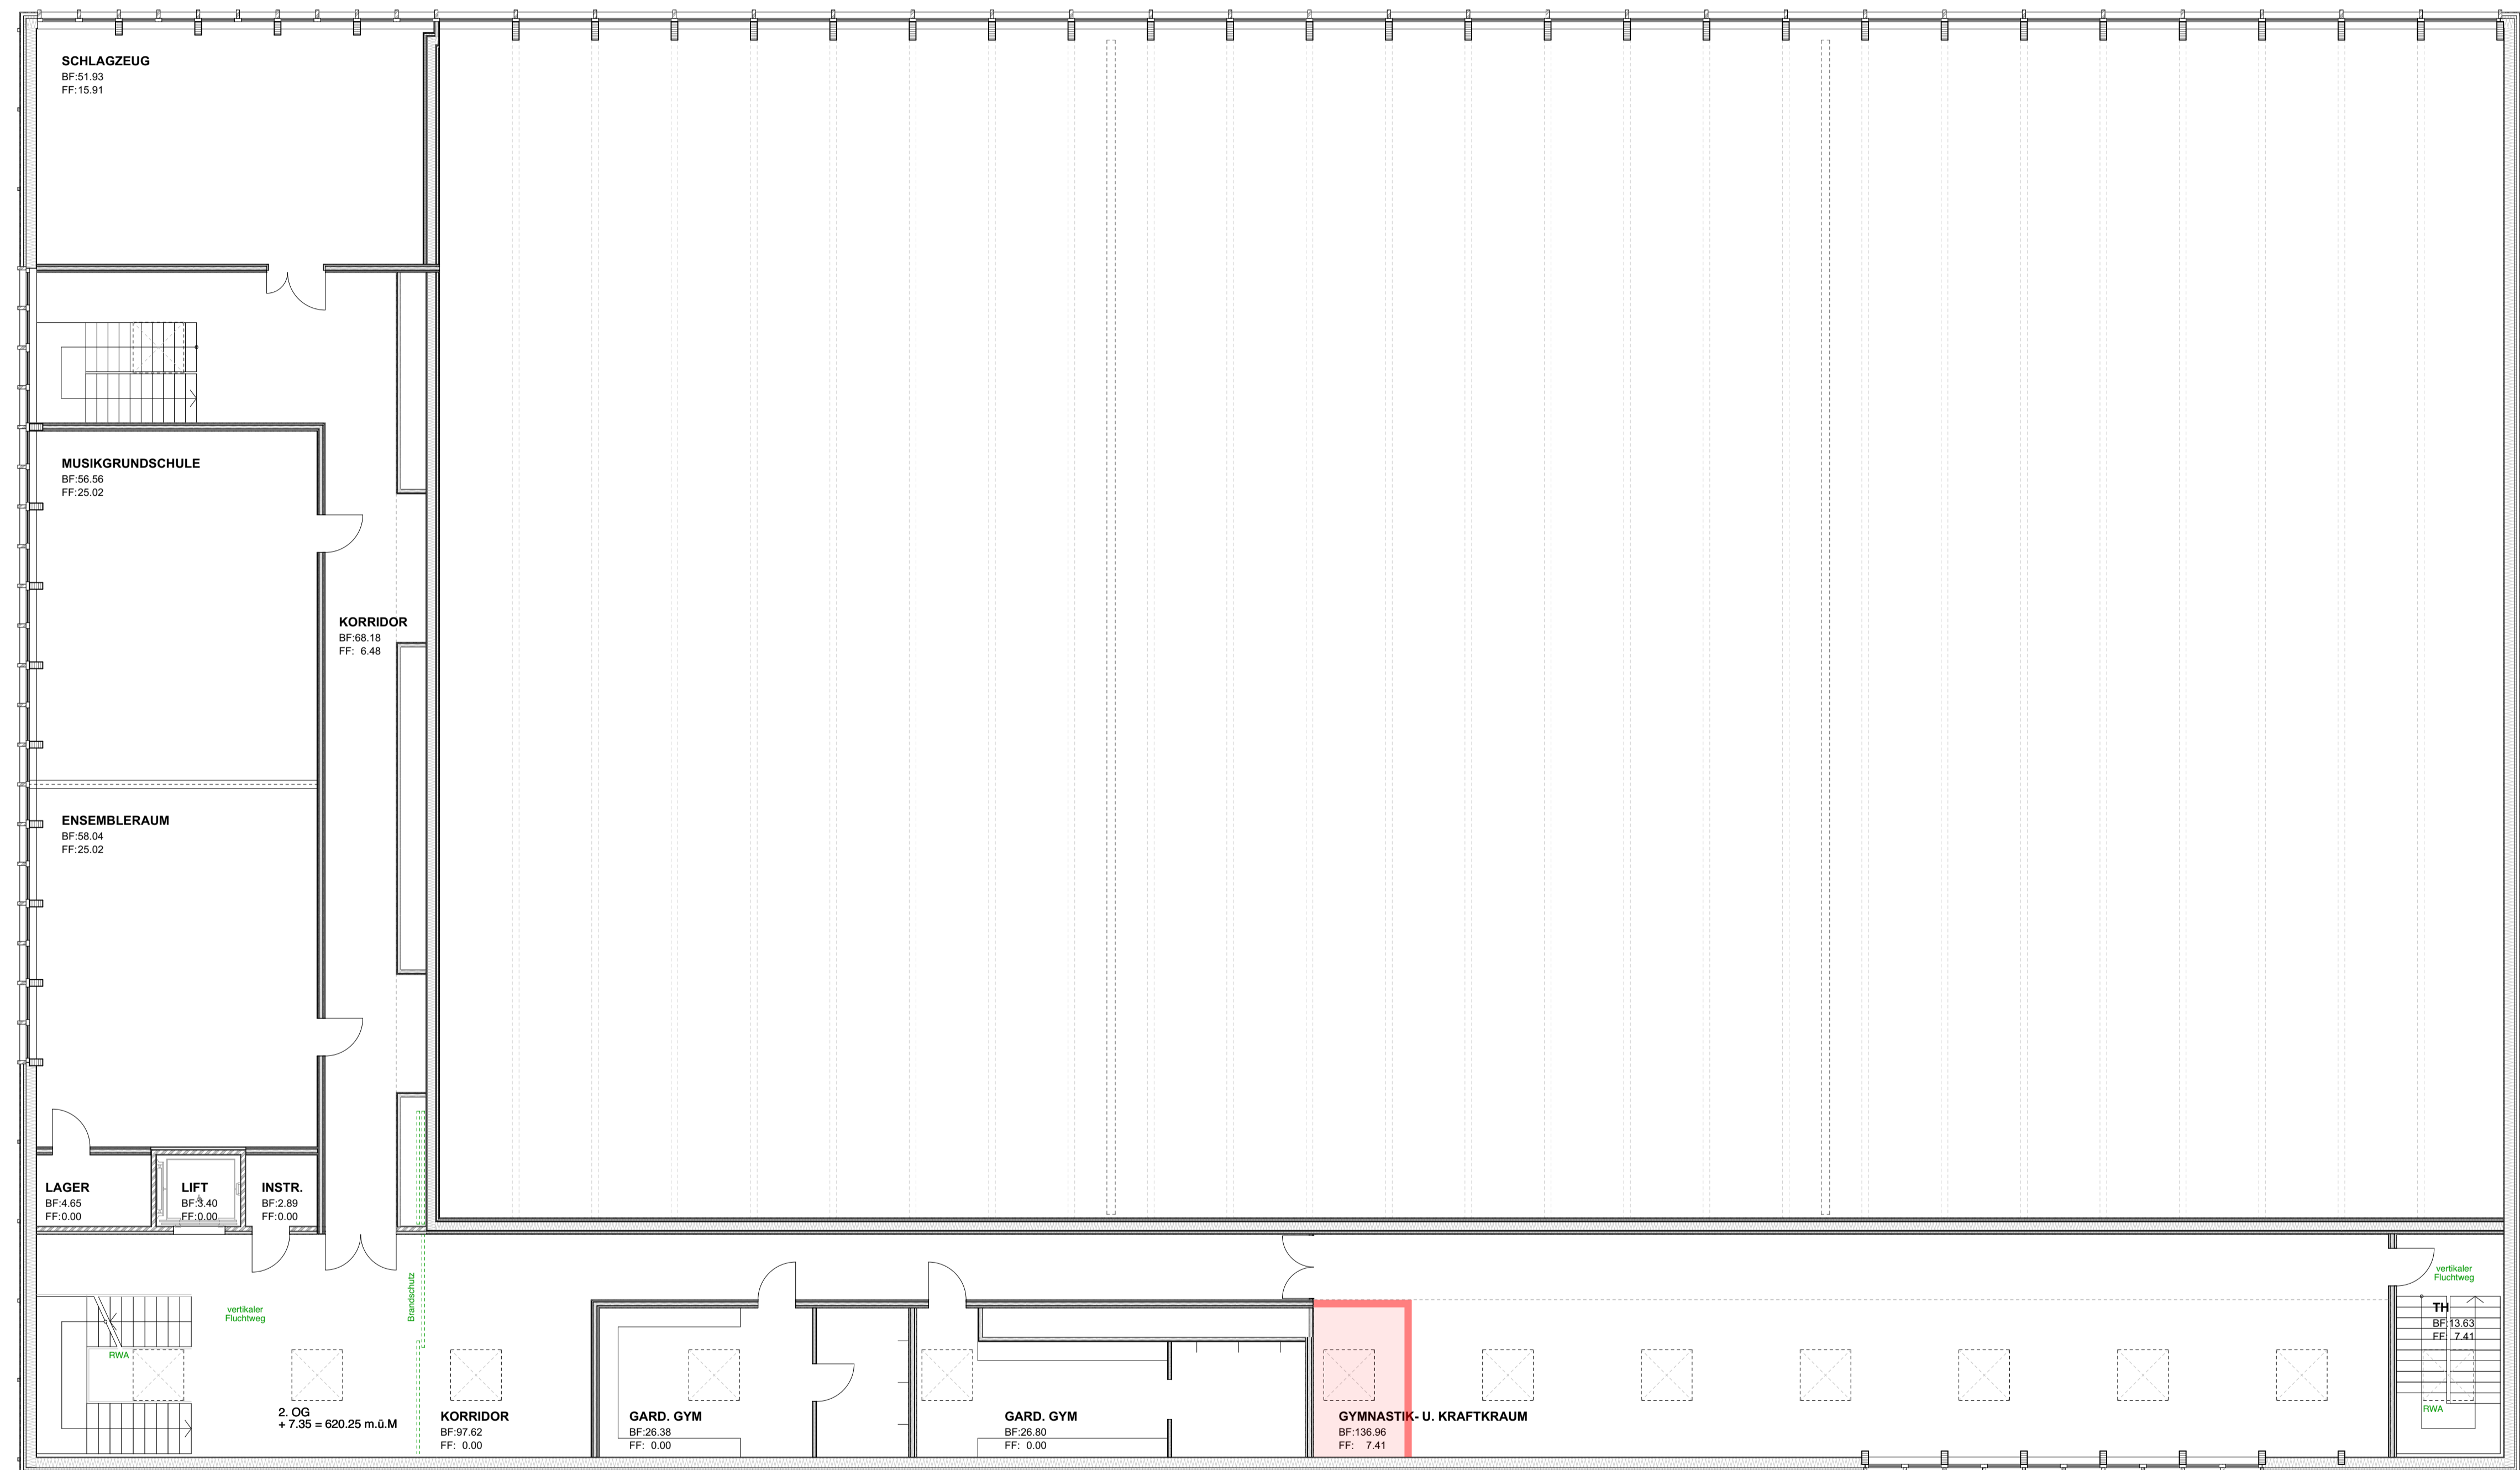 SCHLAGZEUG
BF:51.93
FF:15.91
MUSIKGRUNDSCHULE
BF:56.56
FF:25.02
KORRIDOR
BF:68.18
FF: 6.48
ENSEMBLERAUM
BF:58.04
FF:25.02
LAGER
BF:4.65
FF:0.00
LIFT
BF:3.40
FF:0.00
INSTR.
BF:2.89
FF:0.00
vertikaler
Fluchtweg
RWA
Brandschutz
2. OG
+ 7.35 = 620.25 m.ü.M
KORRIDOR
BF:97.62
FF: 0.00
GARD. GYM
BF:26.38
FF: 0.00
GARD. GYM
BF:26.80
FF: 0.00
GYMNASTIK- U. KRAFTKRAUM
BF:136.96
FF: 7.41
vertikaler
Fluchtweg
TH
BF:13.63
FF: 7.41
RWA